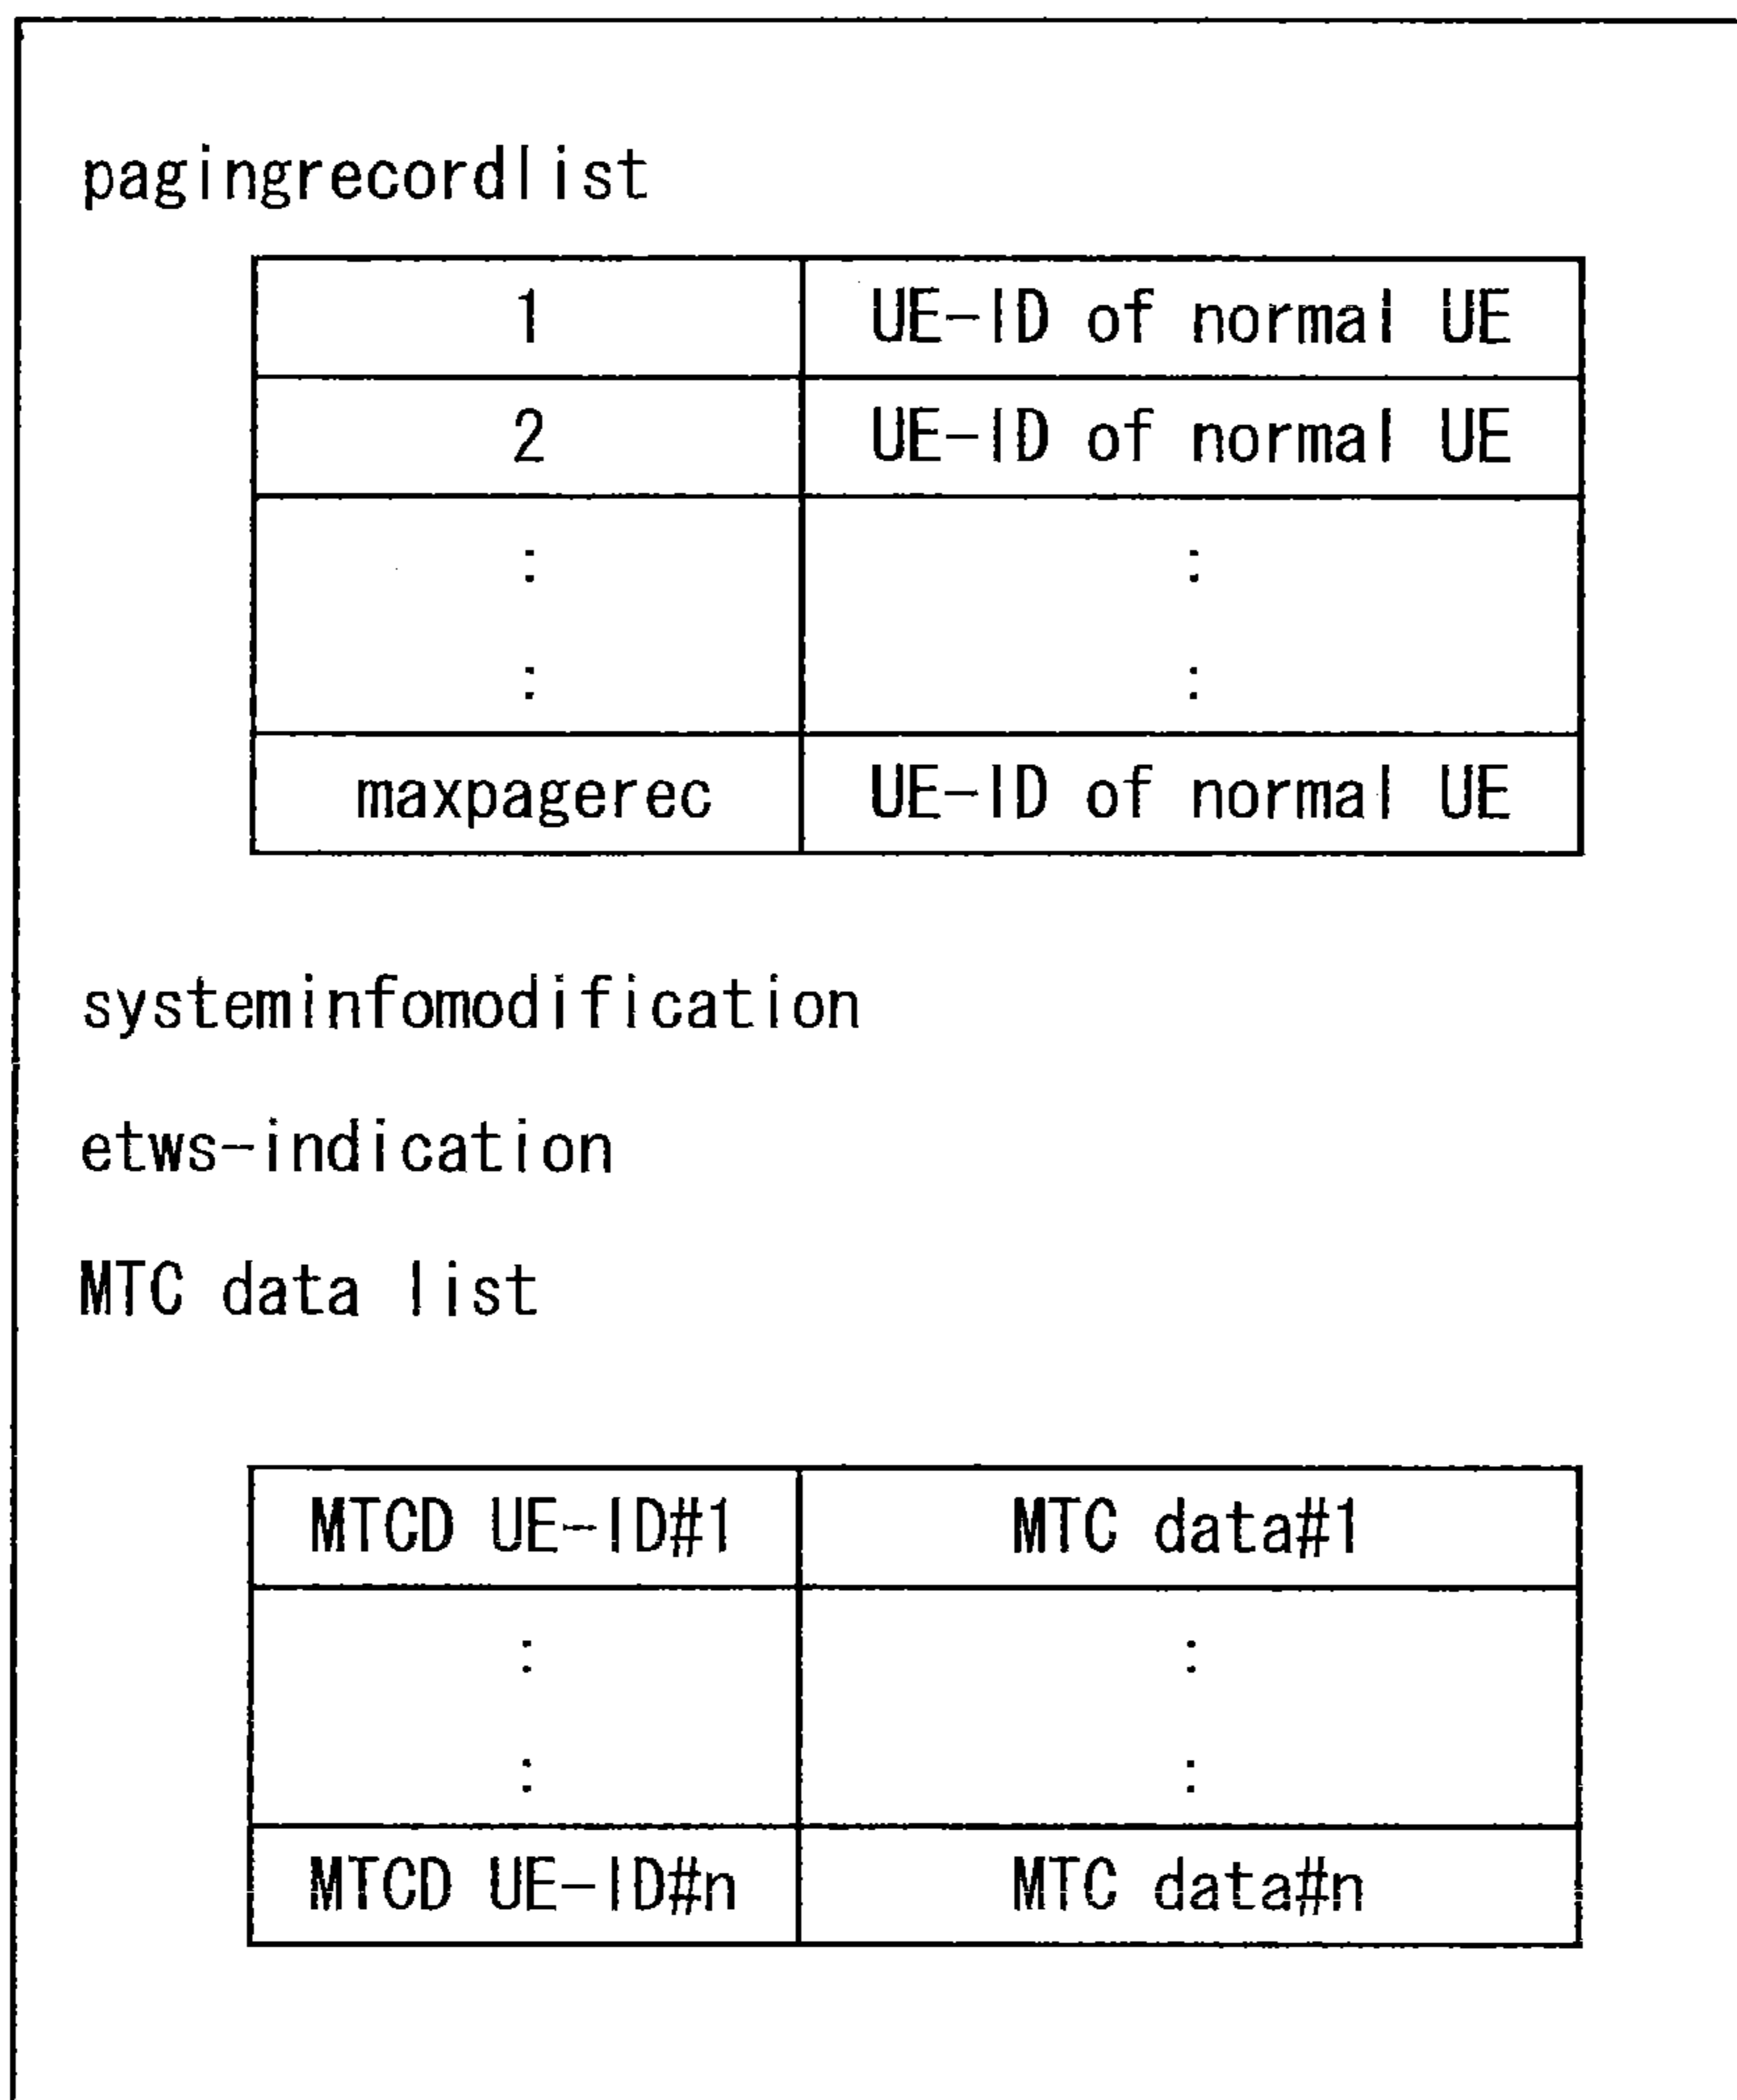 pagingrecordlist
1 UE-ID of normal UE
2 UE-ID of normal UE
: :
: :
maxpagerec UE-ID of normal UE
systeminfomodification
etws-indication
MTC data list
MTCD UE-ID#1 MTC data#1
: :
: :
MTCD UE-ID#n MTC data#n